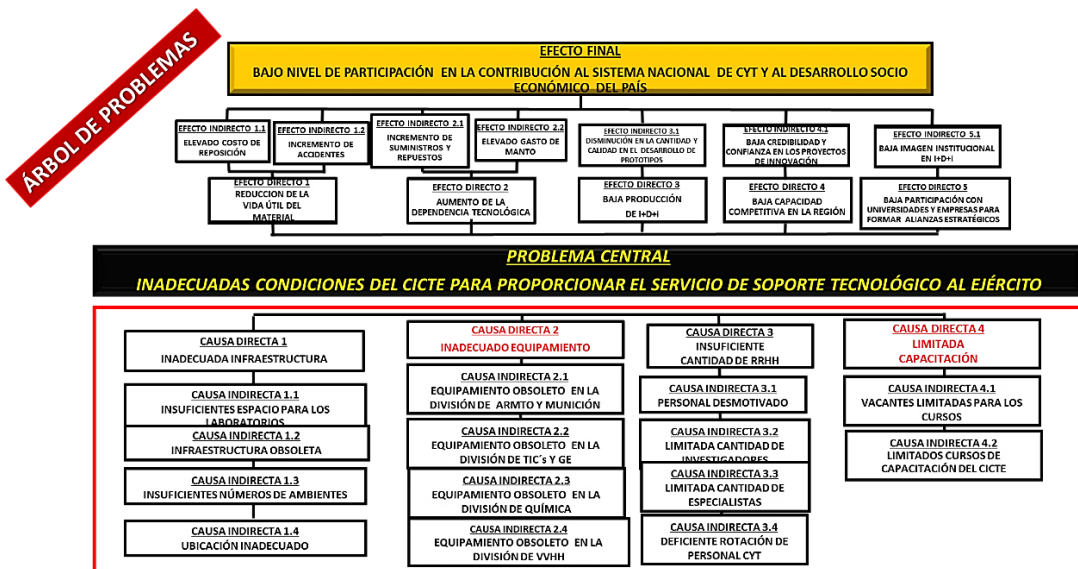 ÁRBOL DE PROBLEMAS
EFECTO FINAL
BAJO NIVEL DE PARTICIPACIÓN EN LA CONTRIBUCIÓN AL SISTEMA NACIONAL DE CYT Y AL DESARROLLO SOCIO
ECONÓMICO DEL PAÍS
EFECTO INDIRECTO 1.1
ELEVADO COSTO DE
REPOSICIÓN
EFECTO INDIRECTO 1.2
INCREMENTO DE
ACCIDENTES
EFECTO INDIRECTO 2.1
INCREMENTO DE
SUMINISTROS Y
REPUESTOS
EFECTO INDIRECTO 2.2
ELEVADO GASTO DE
MANTO
EFECTO INDIRECTO 3.1
DISMINUCIÓN EN LA CANTIDAD Y
CALIDAD EN EL DESARROLLO DE
PROTOTIPOS
EFECTO INDIRECTO 4.1
BAJA CREDIBILIDAD Y
CONFIANZA EN LOS PROYECTOS
DE INNOVACIÓN
EFECTO INDIRECTO 5.1
BAJA IMAGEN INSTITUCIONAL
EN I+D+i
EFECTO DIRECTO 1
REDUCCION DE LA
VIDA ÚTIL DEL
MATERIAL
EFECTO DIRECTO 2
AUMENTO DE LA
DEPENDENCIA TECNOLÓGICA
EFECTO DIRECTO 3
BAJA PRODUCCIÓN
DE I+D+i
EFECTO DIRECTO 4
BAJA CAPACIDAD
COMPETITIVA EN LA REGIÓN
EFECTO DIRECTO 5
BAJA PARTICIPACIÓN CON
UNIVERSIDADES Y EMPRESAS PARA
FORMAR ALIANZAS ESTRATÉGICOS
PROBLEMA CENTRAL
INADECUADAS CONDICIONES DEL CICTE PARA PROPORCIONAR EL SERVICIO DE SOPORTE TECNOLÓGICO AL EJÉRCITO
CAUSA DIRECTA 1
INADECUADA INFRAESTRUCTURA
CAUSA INDIRECTA 1.1
INSUFICIENTES ESPACIO PARA LOS
LABORATORIOS
CAUSA INDIRECTA 1.2
INFRAESTRUCTURA OBSOLETA
CAUSA INDIRECTA 1.3
INSUFICIENTES NÚMEROS DE AMBIENTES
CAUSA INDIRECTA 1.4
UBICACIÓN INADECUADO
CAUSA DIRECTA 2
INADECUADO EQUIPAMIENTO
CAUSA INDIRECTA 2.1
EQUIPAMIENTO OBSOLETO EN LA
DIVISIÓN DE ARMTO Y MUNICIÓN
CAUSA INDIRECTA 2.2
EQUIPAMIENTO OBSOLETO EN LA
DIVISIÓN DE TIC´s Y GE
CAUSA INDIRECTA 2.3
EQUIPAMIENTO OBSOLETO EN LA
DIVISIÓN DE QUÍMICA
CAUSA INDIRECTA 2.4
EQUIPAMIENTO OBSOLETO EN LA
DIVISIÓN DE VVHH
CAUSA DIRECTA 3
INSUFICIENTE
CANTIDAD DE RRHH
CAUSA INDIRECTA 3.1
PERSONAL DESMOTIVADO
CAUSA INDIRECTA 3.2
LIMITADA CANTIDAD DE
INVESTIGADORES
CAUSA INDIRECTA 3.3
LIMITADA CANTIDAD DE
ESPECIALISTAS
CAUSA INDIRECTA 3.4
DEFICIENTE ROTACIÓN DE
PERSONAL CYT
CAUSA DIRECTA 4
LIMITADA
CAPACITACIÓN
CAUSA INDIRECTA 4.1
VACANTES LIMITADAS PARA LOS
CURSOS
CAUSA INDIRECTA 4.2
LIMITADOS CURSOS DE
CAPACITACIÓN DEL CICTE